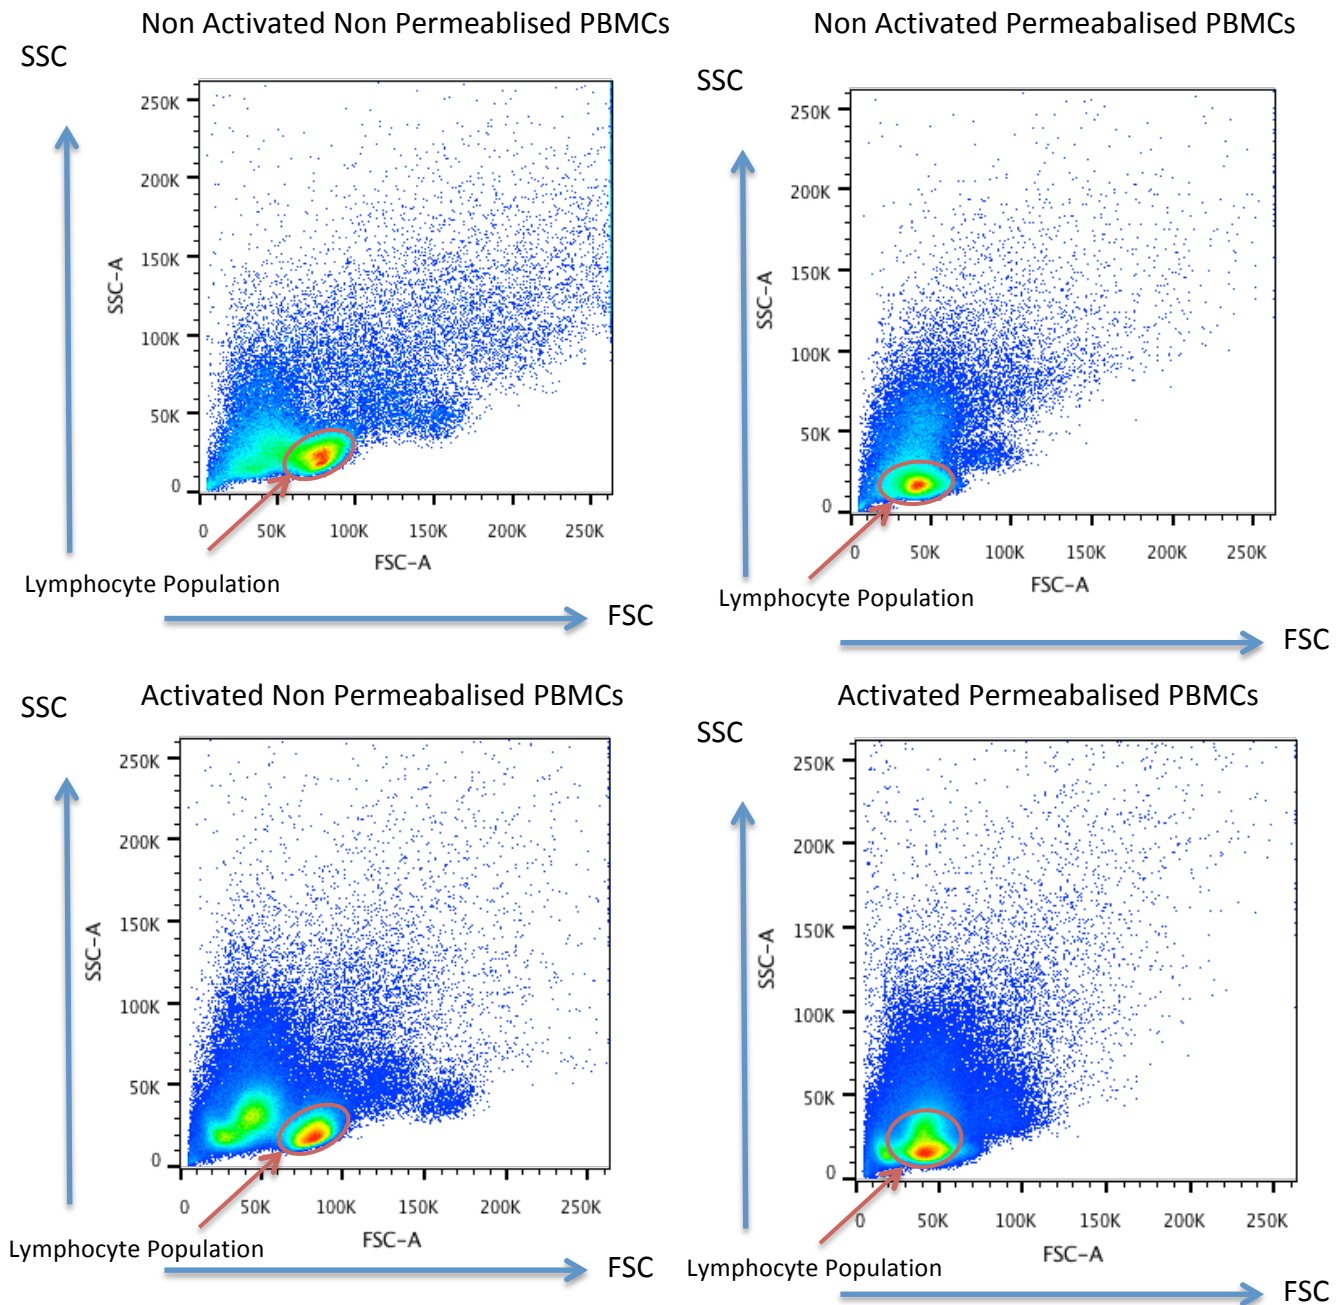 Non Activated Non Permeablised PBMCs
SSC
250K
200K
150K
100K
50K
0
SSC-A
0 50K 100K 150K 200K 250K
FSC-A
Lymphocyte Population
FSC
Non Activated Permeabalised PBMCs
SSC
250K
200K
150K
100K
50K
0
SSC-A
0 50K 100K 150K 200K 250K
FSC-A
Lymphocyte Population
FSC
Activated Non Permeabalised PBMCs
SSC
250K
200K
150K
100K
50K
0
SSC-A
0 50K 100K 150K 200K 250K
FSC-A
Lymphocyte Population
FSC
Activated Permeabalised PBMCs
SSC
250K
200K
150K
100K
50K
0
SSC-A
0 50K 100K 150K 200K 250K
FSC-A
Lymphocyte Population
FSC